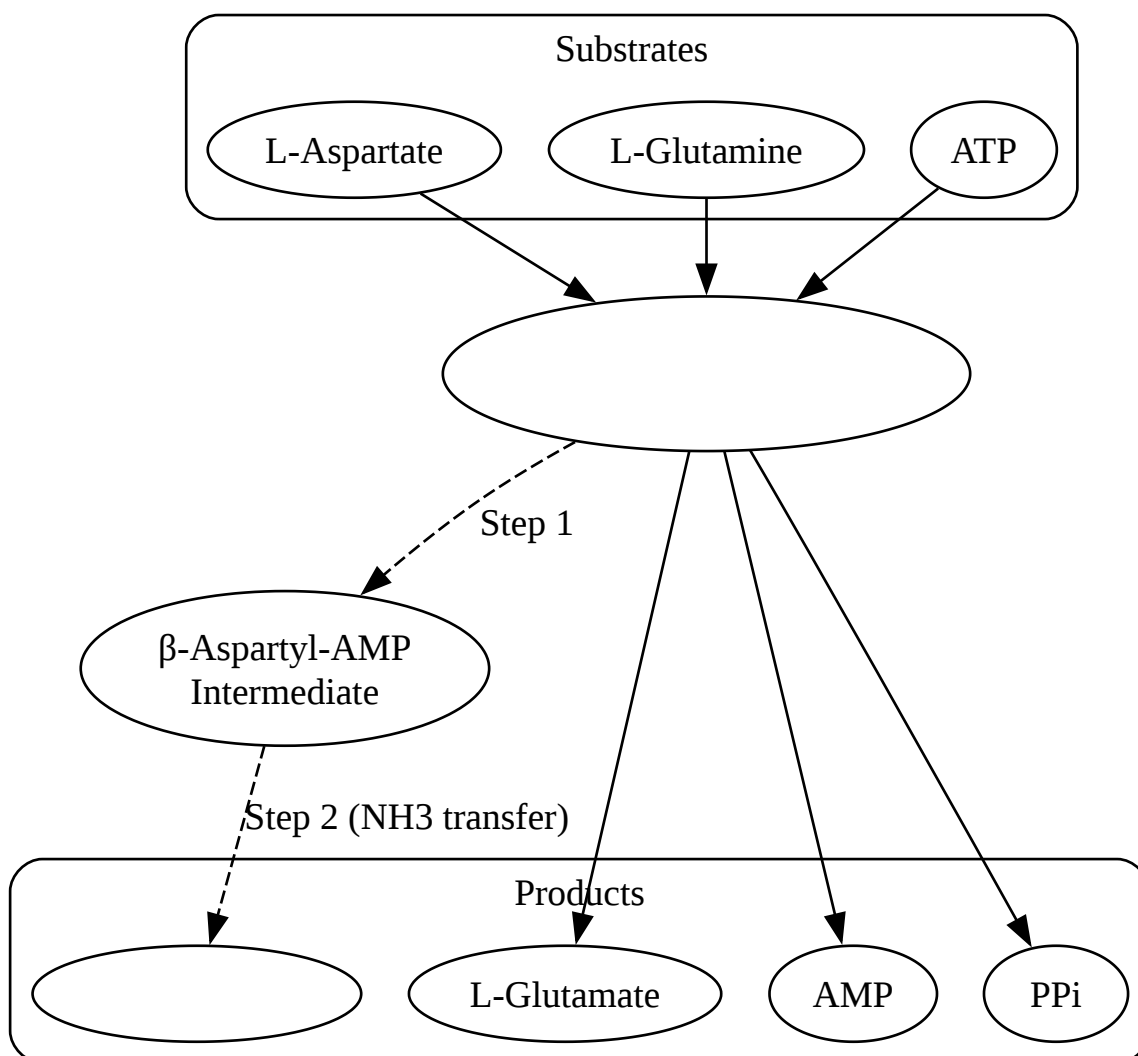 Substrates
L-Aspartate
L-Glutamine
ATP
Step 1
β-Aspartyl-AMP
Intermediate
Step 2 (NH3 transfer)
Products
L-Glutamate
AMP
PPi